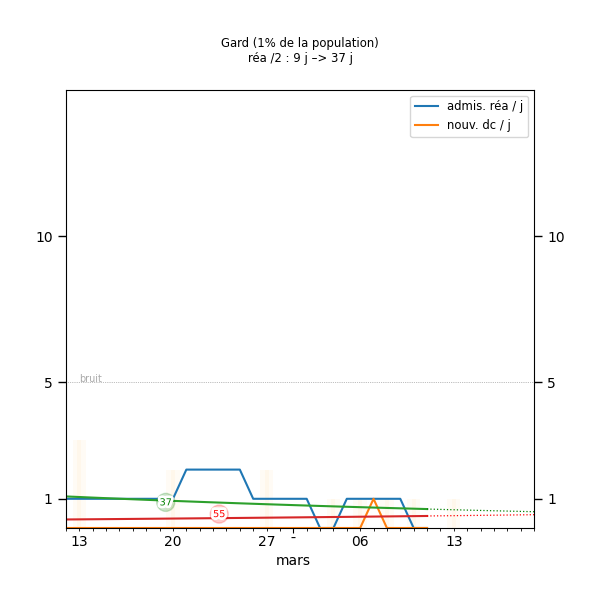 Gard (1% de la population)
réa /2 : 9 j –> 37 j
admis. réa / j
nouv. dc / j
10
10
bruit
5
5
1
1
37
55
13
20
27
-
06
13
mars